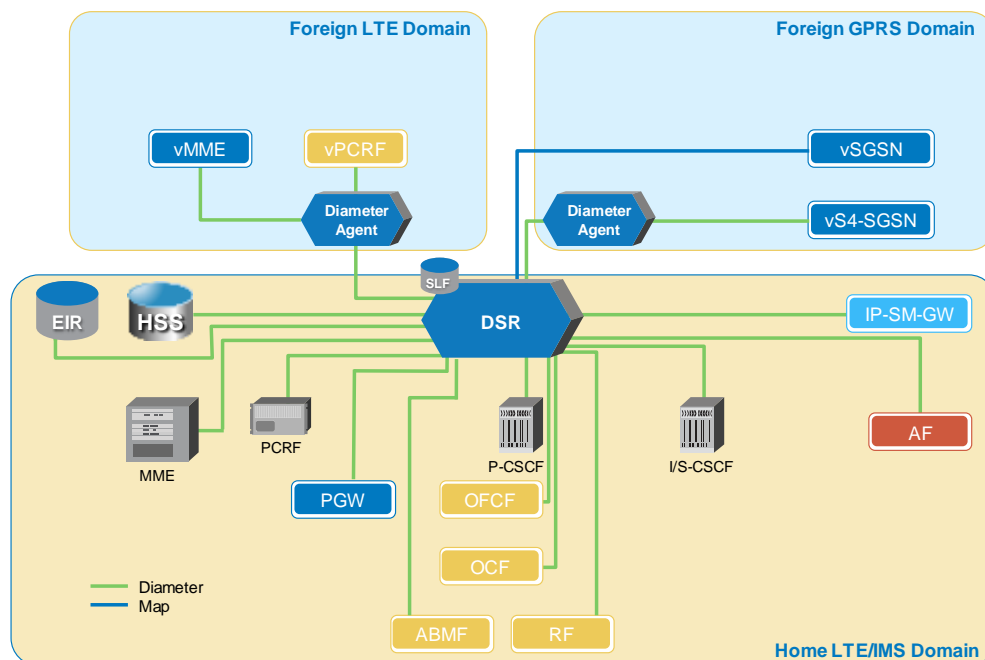 Foreign LTE Domain
Foreign GPRS Domain
vMME
vPCRF
vSGSN
Diameter
Agent
Diameter
Agent
vS4-SGSN
SLF
EIR
HSS
DSR
IP-SM-GW
MME
PCRF
P-CSCF
I/S-CSCF
AF
PGW
OFCF
OCF
Diameter
Map
ABMF
RF
Home LTE/IMS Domain